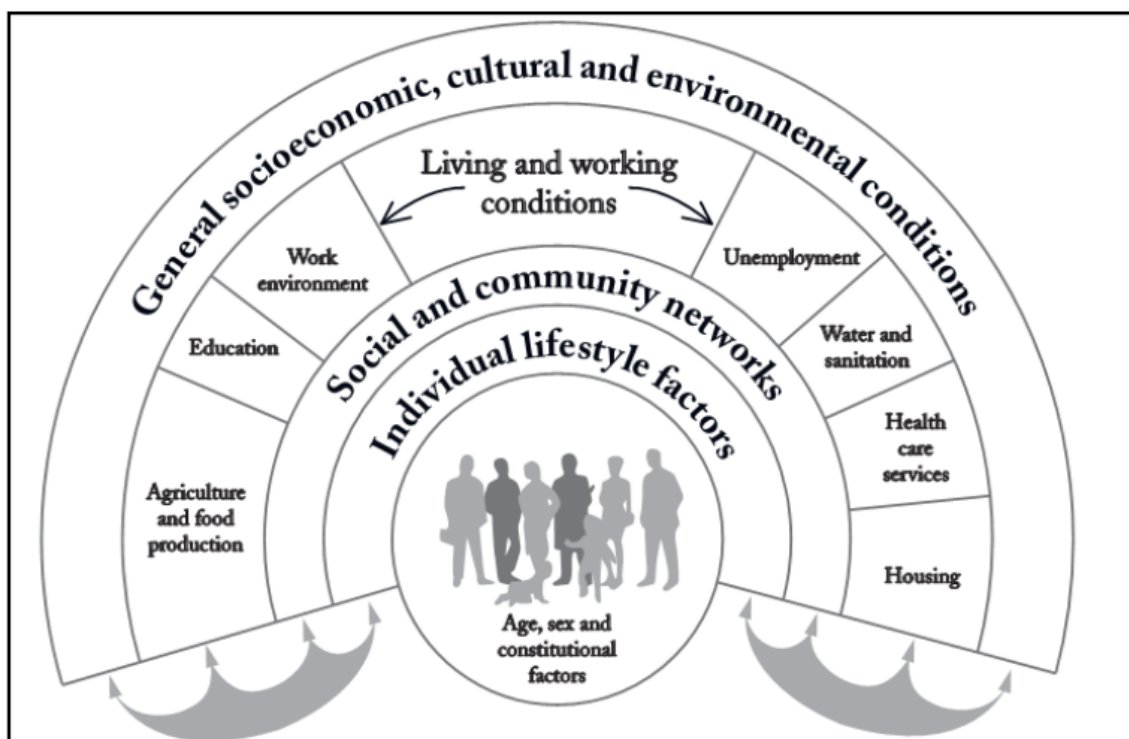 General socioeconomic, cultural and environmental conditions
Living and working
conditions
Work
environment
Unemployment
Education
Water and
sanitation
Agriculture
and food
production
Health
care
services
Housing
Social and community networks
Individual lifestyle factors
Age, sex and
constitutional
factors